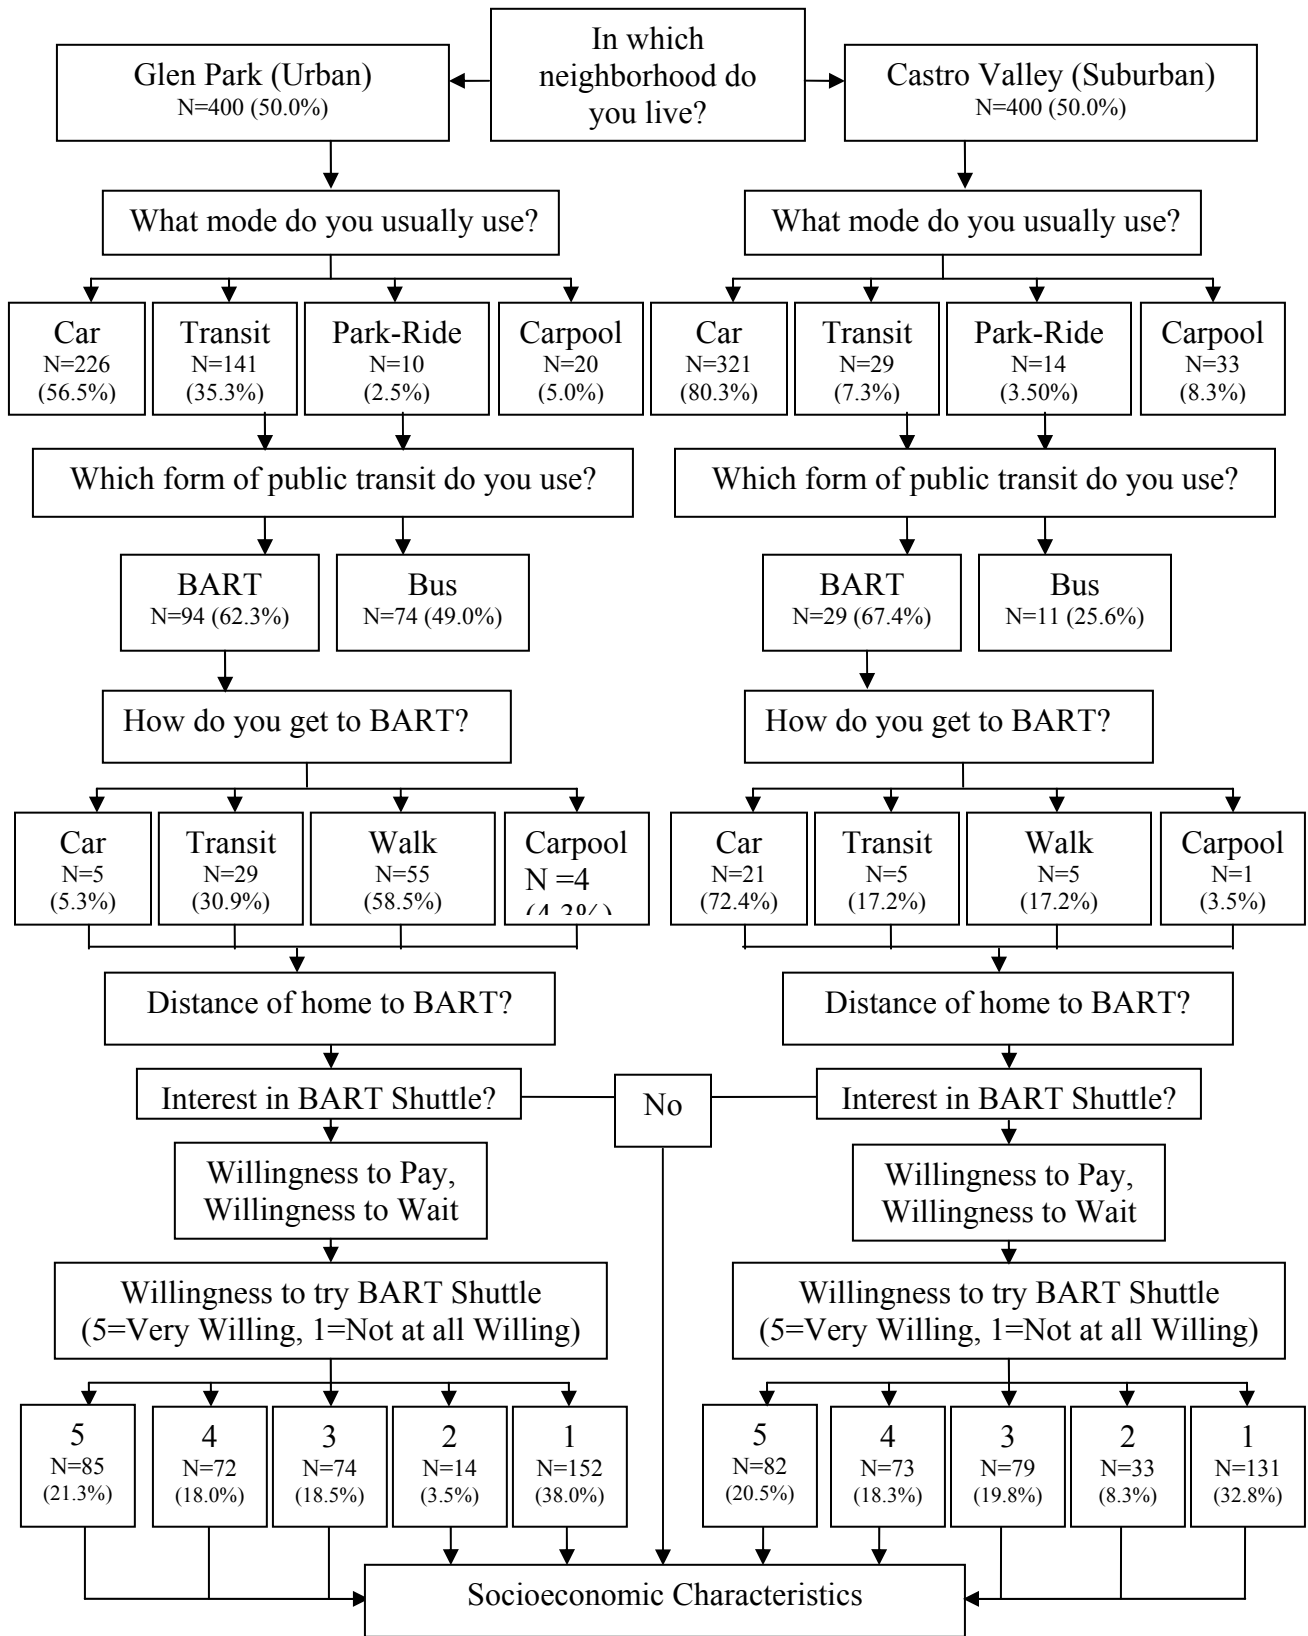 In which
neighborhood do
you live?
Glen Park (Urban)
N=400 (50.0%)
Castro Valley (Suburban)
N=400 (50.0%)
What mode do you usually use?
What mode do you usually use?
Car
N=226
(56.5%)
Transit
N=141
(35.3%)
Park-Ride
N=10
(2.5%)
Carpool
N=20
(5.0%)
Car
N=321
(80.3%)
Transit
N=29
(7.3%)
Park-Ride
N=14
(3.50%)
Carpool
N=33
(8.3%)
Which form of public transit do you use?
Which form of public transit do you use?
BART
N=94 (62.3%)
Bus
N=74 (49.0%)
BART
N=29 (67.4%)
Bus
N=11 (25.6%)
How do you get to BART?
How do you get to BART?
Car
N=5
(5.3%)
Transit
N=29
(30.9%)
Walk
N=55
(58.5%)
Carpool
N =4
(4.3%)
Car
N=21
(72.4%)
Transit
N=5
(17.2%)
Walk
N=5
(17.2%)
Carpool
N=1
(3.5%)
Distance of home to BART?
Distance of home to BART?
Interest in BART Shuttle?
No
Interest in BART Shuttle?
Willingness to Pay,
Willingness to Wait
Willingness to Pay,
Willingness to Wait
Willingness to try BART Shuttle
(5=Very Willing, 1=Not at all Willing)
Willingness to try BART Shuttle
(5=Very Willing, 1=Not at all Willing)
5
N=85
(21.3%)
4
N=72
(18.0%)
3
N=74
(18.5%)
2
N=14
(3.5%)
1
N=152
(38.0%)
5
N=82
(20.5%)
4
N=73
(18.3%)
3
N=79
(19.8%)
2
N=33
(8.3%)
1
N=131
(32.8%)
Socioeconomic Characteristics